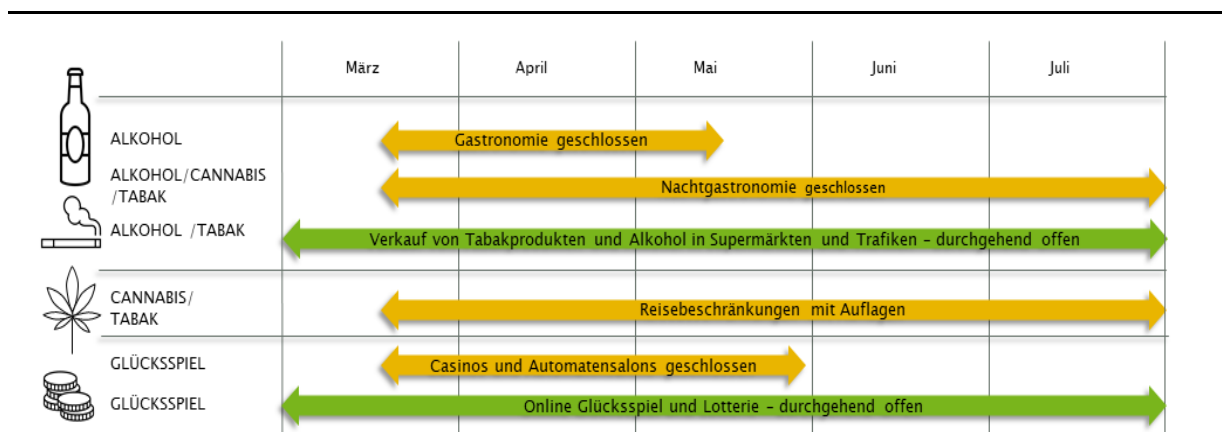 März April Mai Juni Juli
ALKOHOL Gastronomie geschlossen
ALKOHOL/CANNABIS
/TABAK Nachtgastronomie geschlossen
ALKOHOL /TABAK Verkauf von Tabakprodukten und Alkohol in Supermärkten und Trafiken – durchgehend offen
CANNABIS/
TABAK Reisebeschränkungen mit Auflagen
GLÜCKSSPIEL Casinos und Automatensalons geschlossen
GLÜCKSSPIEL Online Glücksspiel und Lotterie – durchgehend offen